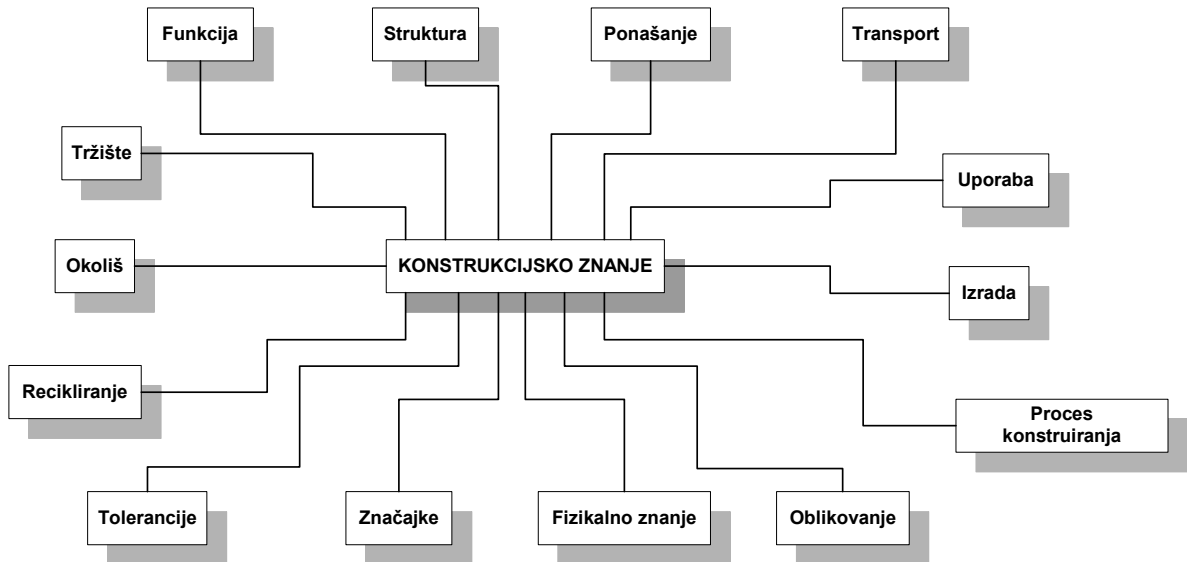 Funkcija
Struktura
Ponašanje
Transport
Tržište
Uporaba
Okoliš
KONSTRUKCIJSKO ZNANJE
Izrada
Recikliranje
Proces
konstruiranja
Tolerancije
Značajke
Fizikalno znanje
Oblikovanje